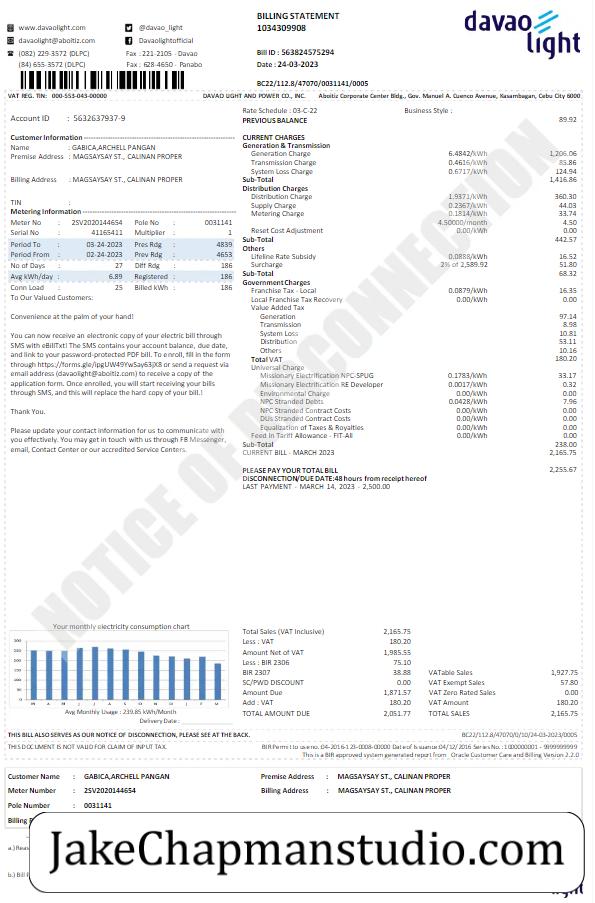 www.davaolight.com
@davao_light
davaolight@aboitiz.com
Davaolightofficial
(082) 229-3572 (DLPC)
Fax : 221-2105 - Davao
(84) 655-3572 (DLPC)
Fax : 628-4650 - Panabo
BILLING STATEMENT
1034309908
Bill ID : 563824575294
Date : 24-03-2023
BC22/112.8/47070/0031141/0005
davao
light
VAT REG. TIN: 000-553-043-00000
DAVAO LIGHT AND POWER CO., INC. Aboitiz Corporate Center Bldg., Gov. Manuel A. Cuenco Avenue, Kasambagan, Cebu City 6000
Account ID : 5632637937-9
Customer Information
Name : GABICA,ARCHELL PANGAN
Premise Address : MAGSAYSAY ST., CALINAN PROPER
Billing Address : MAGSAYSAY ST., CALINAN PROPER
TIN :
Metering Information
Meter No : 2SV2020144654 Pole No : 0031141
Serial No : 41165411 Multiplier : 1
Period To : 03-24-2023 Pres Rdg : 4839
Period From : 02-24-2023 Prev Rdg : 4653
No of Days : 27 Diff Rdg : 186
Avg kWh/day : 6.89 Registered : 186
Conn Load : 25 Billed kWh : 186
To Our Valued Customers:
Convenience at the palm of your hand!
You can now receive an electronic copy of your electric bill through
SMS with eBillTxt! The SMS contains your account balance, due date,
and link to your password-protected PDF bill. To enroll, fill in the form
through https://forms.gle/ipgUW49YwSay63jX8 or send a request via
email address (davaolight@aboitiz.com) to receive a copy of the
application form. Once enrolled, you will start receiving your bills
through SMS, and this will replace the hard copy of your bill.!
Thank You.
Please update your contact information for us to communicate with
you effectively. You may get in touch with us through FB Messenger,
email, Contact Center or our accredited Service Centers.
Rate Schedule : 03-C-22 Business Style :
PREVIOUS BALANCE 89.92
CURRENT CHARGES
Generation & Transmission
Generation Charge 6.4842/kWh 1,206.06
Transmission Charge 0.4616/kWh 85.86
System Loss Charge 0.6717/kWh 124.94
Sub-Total 1,416.86
Distribution Charges
Distribution Charge 1.9371/kWh 360.30
Supply Charge 0.2367/kWh 44.03
Metering Charge 0.1814/kWh 33.74
4.50000/month 4.50
Reset Cost Adjustment 0.00/kWh 0.00
Sub-Total 442.57
Others
Lifeline Rate Subsidy 0.0888/kWh 16.52
Surcharge 2% of 2,589.92 51.80
Sub-Total 68.32
Government Charges
Franchise Tax - Local 0.0879/kWh 16.35
Local Franchise Tax Recovery 0.00/kWh 0.00
Value Added Tax
Generation 97.14
Transmission 8.98
System Loss 10.81
Distribution 53.11
Others 10.16
Total VAT 180.20
Universal Charge
Missionary Electrification NPC-SPUG 0.1783/kWh 33.17
Missionary Electrification RE Developer 0.0017/kWh 0.32
Environmental Charge 0.00/kWh 0.00
NPC Stranded Debts 0.0428/kWh 7.96
NPC Stranded Contract Costs 0.00/kWh 0.00
DUs Stranded Contract Costs 0.00/kWh 0.00
Equalization of Taxes & Royalties 0.00/kWh 0.00
Feed in Tariff Allowance - FIT-All 0.00/kWh 0.00
Sub-Total 238.00
CURRENT BILL - MARCH 2023 2,165.75
PLEASE PAY YOUR TOTAL BILL 2,255.67
DISCONNECTION/DUE DATE:48 hours from receipt hereof
LAST PAYMENT - MARCH 14, 2023 - 2,500.00
NOTICE OF DISCONNECTION
Your monthly electricity consumption chart
300
250
200
150
100
50
0
M A M J J A S O N D J F M
Avg Monthly Usage : 239.85 kWh/Month
Delivery Date :
Total Sales (VAT Inclusive) 2,165.75
Less : VAT 180.20
Amount Net of VAT 1,985.55
Less : BIR 2306 75.10
BIR 2307 38.88 VATable Sales 1,927.75
SC/PWD DISCOUNT 0.00 VAT Exempt Sales 57.80
Amount Due 1,871.57 VAT Zero Rated Sales 0.00
Add : VAT 180.20 VAT Amount 180.20
TOTAL AMOUNT DUE 2,051.77 TOTAL SALES 2,165.75
THIS BILL ALSO SERVES AS OUR NOTICE OF DISCONNECTION, PLEASE SEE AT THE BACK.
BC22/112.8/47070/0/10/24-03-2023/0005
THIS DOCUMENT IS NOT VALID FOR CLAIM OF INPUT TAX.
BIR Permit to use no. 04-2016-123-0008-00000 Date of Issuance 04/12/2016 Series No. : 1000000001 - 9999999999
This is a BIR approved system generated report from Oracle Customer Care and Billing Version 2.2.0
Customer Name : GABICA,ARCHELL PANGAN Premise Address : MAGSAYSAY ST., CALINAN PROPER
Meter Number : 2SV2020144654 Billing Address : MAGSAYSAY ST., CALINAN PROPER
Pole Number : 0031141
Billing
a.) Reas
b.) Bill
JakeChapmanstudio.com
light